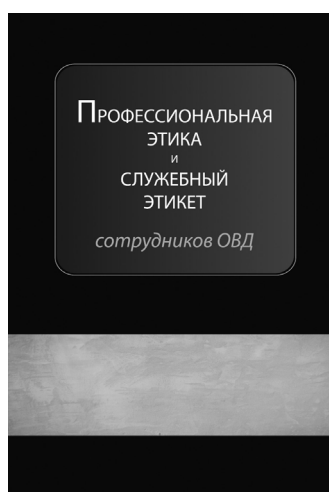 Профессиональная
этика
и
служебный
этикет
сотрудников ОВД